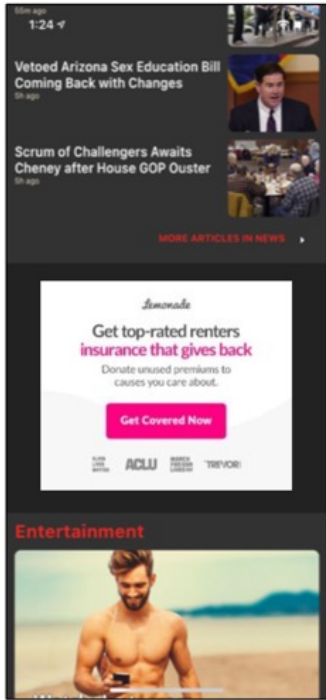 55m ago
1:24
Vetoed Arizona Sex Education Bill
Coming Back with Changes
5h ago
Scrum of Challengers Awaits
Cheney after House GOP Ouster
5h ago
MORE ARTICLES IN NEWS
Lemonade
Get top-rated renters
insurance that gives back
Donate unused premiums to
causes you care about.
Get Covered Now
ACLU
TREVOR
Entertainment